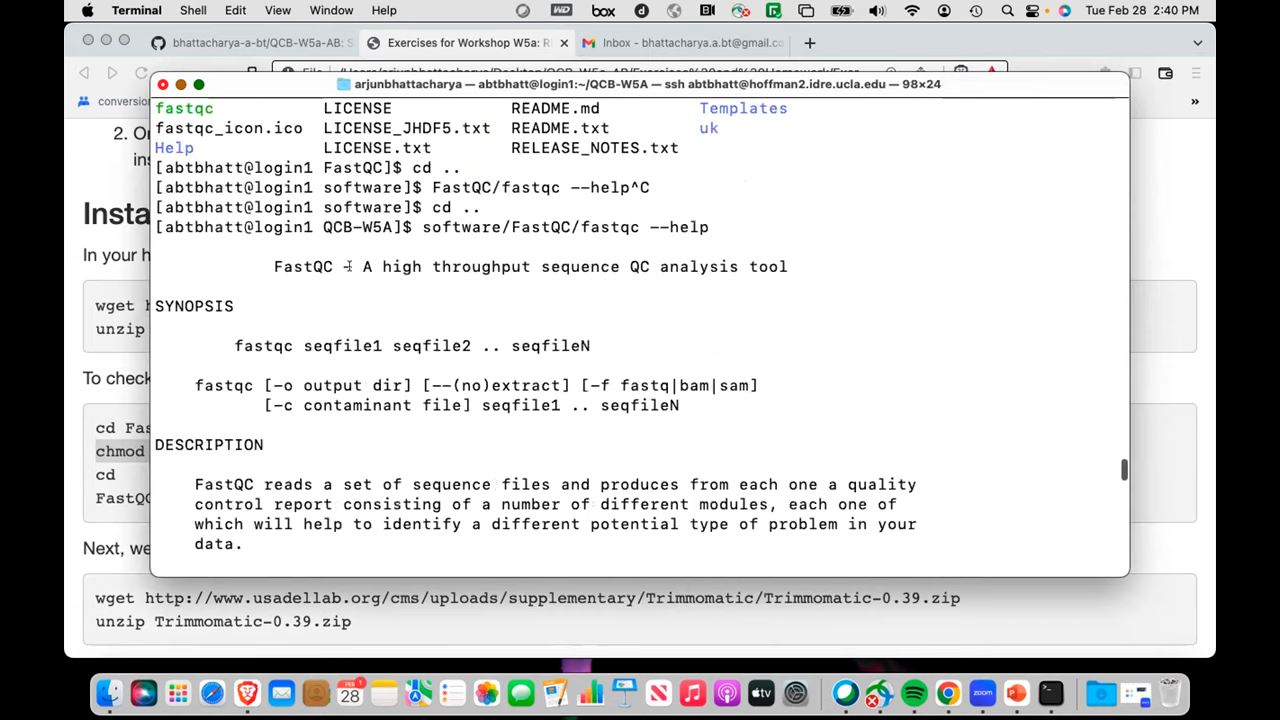 Terminal Shell Edit View Window Help box Tue Feb 28 2:40 PM
bhattacharya-a-bt/QCB-W5a-AB: S Exercises for Workshop W5a: R Inbox - bhattacharya.a.bt@gmail.co
arjunbhattacharya — abtbhatt@login1:~/QCB-W5A — ssh abtbhatt@hoffman2.idre.ucla.edu — 98×24
conversion
»
fastqc LICENSE README.md Templates
fastqc_icon.ico LICENSE_JHDF5.txt README.txt uk
Help LICENSE.txt RELEASE_NOTES.txt
[abtbhatt@login1 FastQC]$ cd ..
[abtbhatt@login1 software]$ FastQC/fastqc --help^C
[abtbhatt@login1 software]$ cd ..
[abtbhatt@login1 QCB-W5A]$ software/FastQC/fastqc --help
FastQC - A high throughput sequence QC analysis tool
SYNOPSIS
fastqc seqfile1 seqfile2 .. seqfileN
fastqc [-o output dir] [--(no)extract] [-f fastq|bam|sam]
[-c contaminant file] seqfile1 .. seqfileN
DESCRIPTION
FastQC reads a set of sequence files and produces from each one a quality
control report consisting of a number of different modules, each one of
which will help to identify a different potential type of problem in your
data.
2. Or
ins
Insta
In your h
wget h
unzip
To check
cd Fas
chmod
cd
FastQC
Next, we
wget http://www.usadellab.org/cms/uploads/supplementary/Trimmomatic/Trimmomatic-0.39.zip
unzip Trimmomatic-0.39.zip
FEB
28
tv
zoom